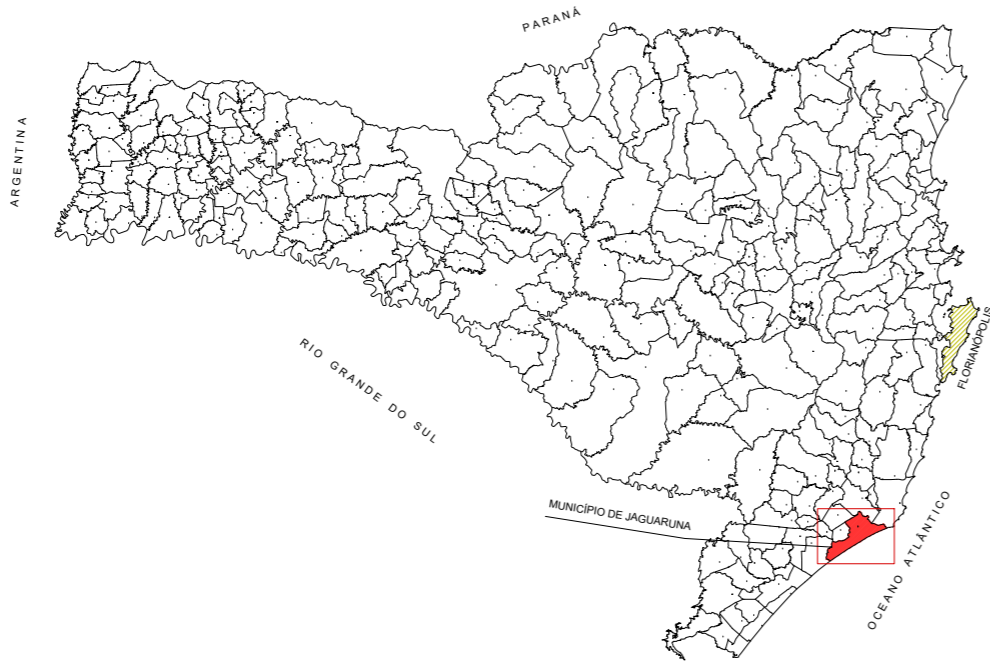 PARANÁ
ARGENTINA
FLORIANÓPOLIS
RIO GRANDE DO SUL
MUNICÍPIO DE JAGUARUNA
OCEANO ATLÂNTICO